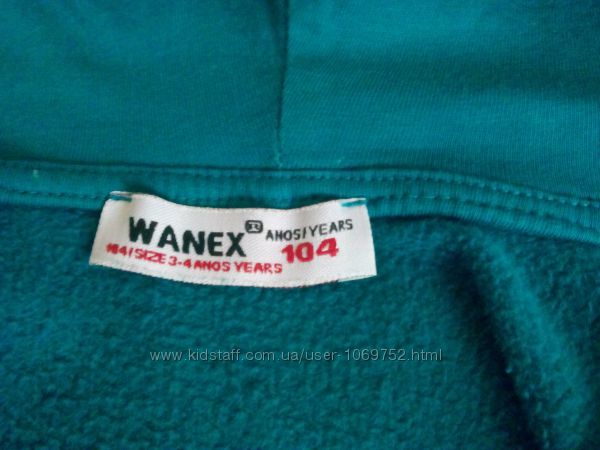 WANEX R ANOS/YEARS
104/SIZE 3-4 ANOS YEARS 104
www.kidstaff.com.ua/user-1069752.html